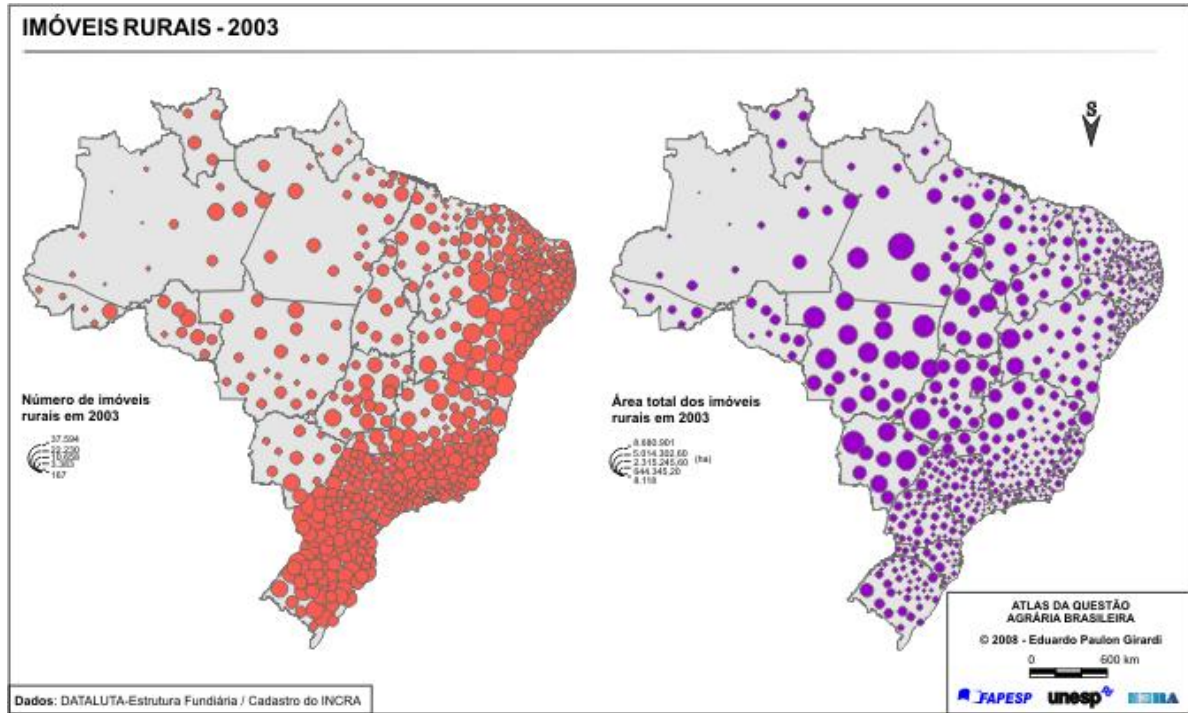 IMÓVEIS RURAIS - 2003
S
Número de imóveis
rurais em 2003
37.594
3.383
167
Área total dos imóveis
rurais em 2003
8.680.901
5.014.302,60
2.315.245,60
(ha)
644.345,20
8.118
ATLAS DA QUESTÃO
AGRÁRIA BRASILEIRA
© 2008 - Eduardo Paulon Girardi
0 600 km
FAPESP
unesp
Dados: DATALUTA-Estrutura Fundiária / Cadastro do INCRA